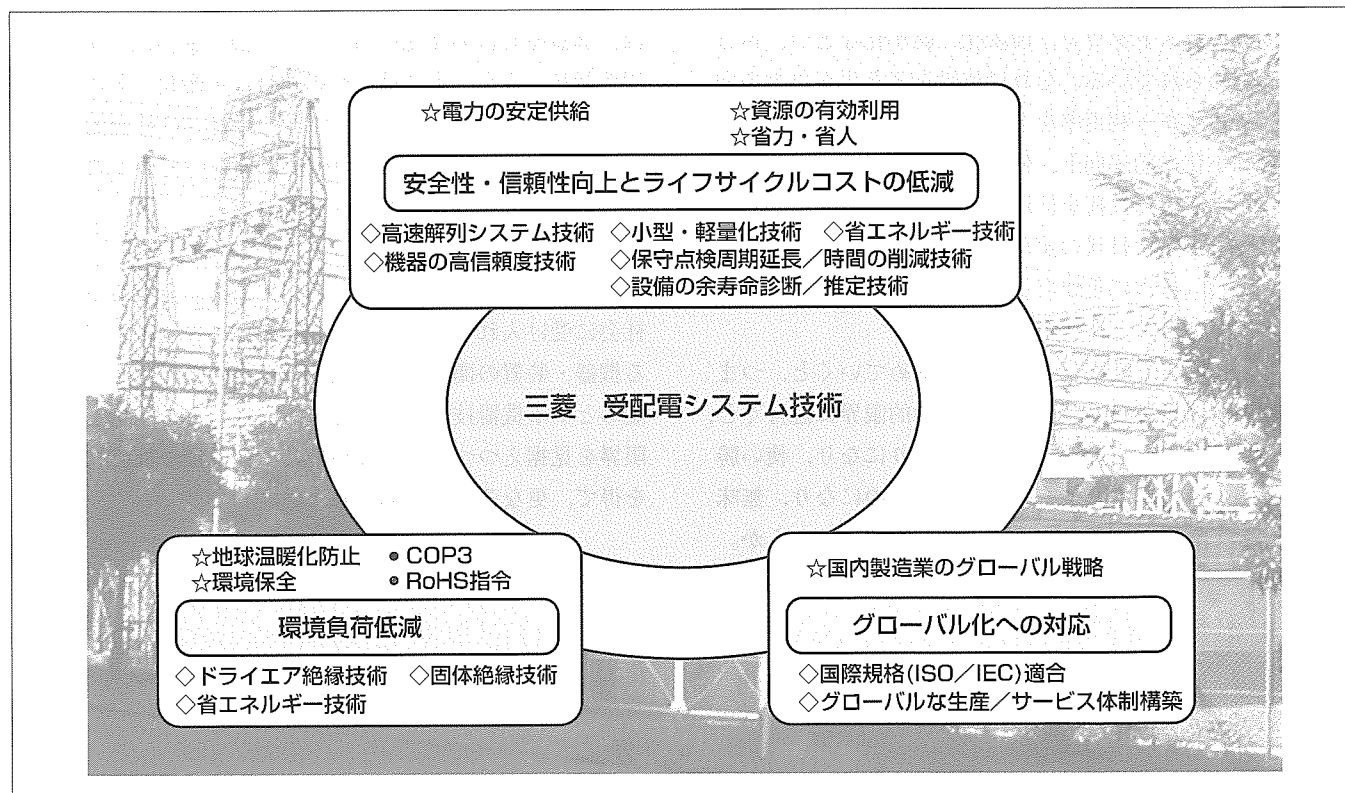 ☆電力の安定供給 ☆資源の有効利用
☆省力・省人
安全性・信頼性向上とライフサイクルコストの低減
◇高速解列システム技術 ◇小型・軽量化技術 ◇省エネルギー技術
◇機器の高信頼度技術 ◇保守点検周期延長／時間の削減技術
◇設備の余寿命診断／推定技術
三菱 受配電システム技術
☆地球温暖化防止 ●COP3
☆環境保全 ●RoHS指令
環境負荷低減
◇ドライエア絶縁技術 ◇固体絶縁技術
◇省エネルギー技術
☆国内製造業のグローバル戦略
グローバル化への対応
◇国際規格(ISO／IEC)適合
◇グローバルな生産／サービス体制構築